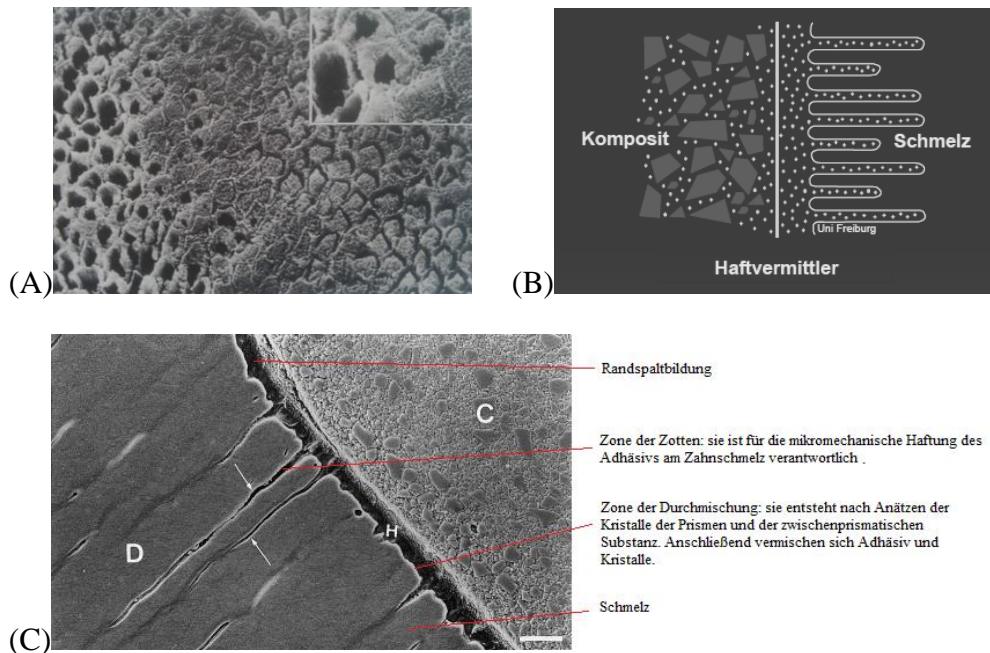 (A)
Komposit
Schmelz
Uni Freiburg
Haftvermittler
(B)
C
H
D
Randspaltbildung
Zone der Zotten: sie ist für die mikromechanische Haftung des
Adhäsivs am Zahnschmelz verantwortlich .
Zone der Durchmischung: sie entsteht nach Anätzen der
Kristalle der Prismen und der zwischenprismatischen
Substanz. Anschließend vermischen sich Adhäsiv und
Kristalle.
Schmelz
(C)